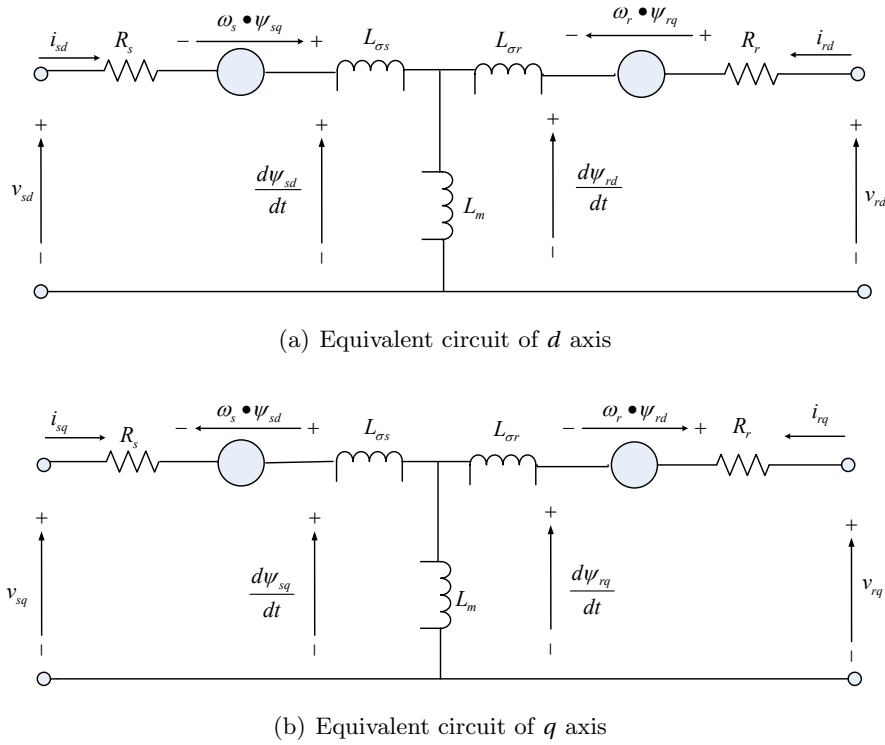 ω_s • ψ_sq
ω_r • ψ_rq
i_sd
R_s
− +
L_σs
L_σr
− +
R_r
i_rd
+ + + +
v_sd
dψ_sd/dt
L_m
dψ_rd/dt
v_rd
− − − −
(a) Equivalent circuit of d axis
ω_s • ψ_sd
ω_r • ψ_rd
i_sq
R_s
− +
L_σs
L_σr
− +
R_r
i_rq
+ + + +
v_sq
dψ_sq/dt
L_m
dψ_rq/dt
v_rq
− − − −
(b) Equivalent circuit of q axis